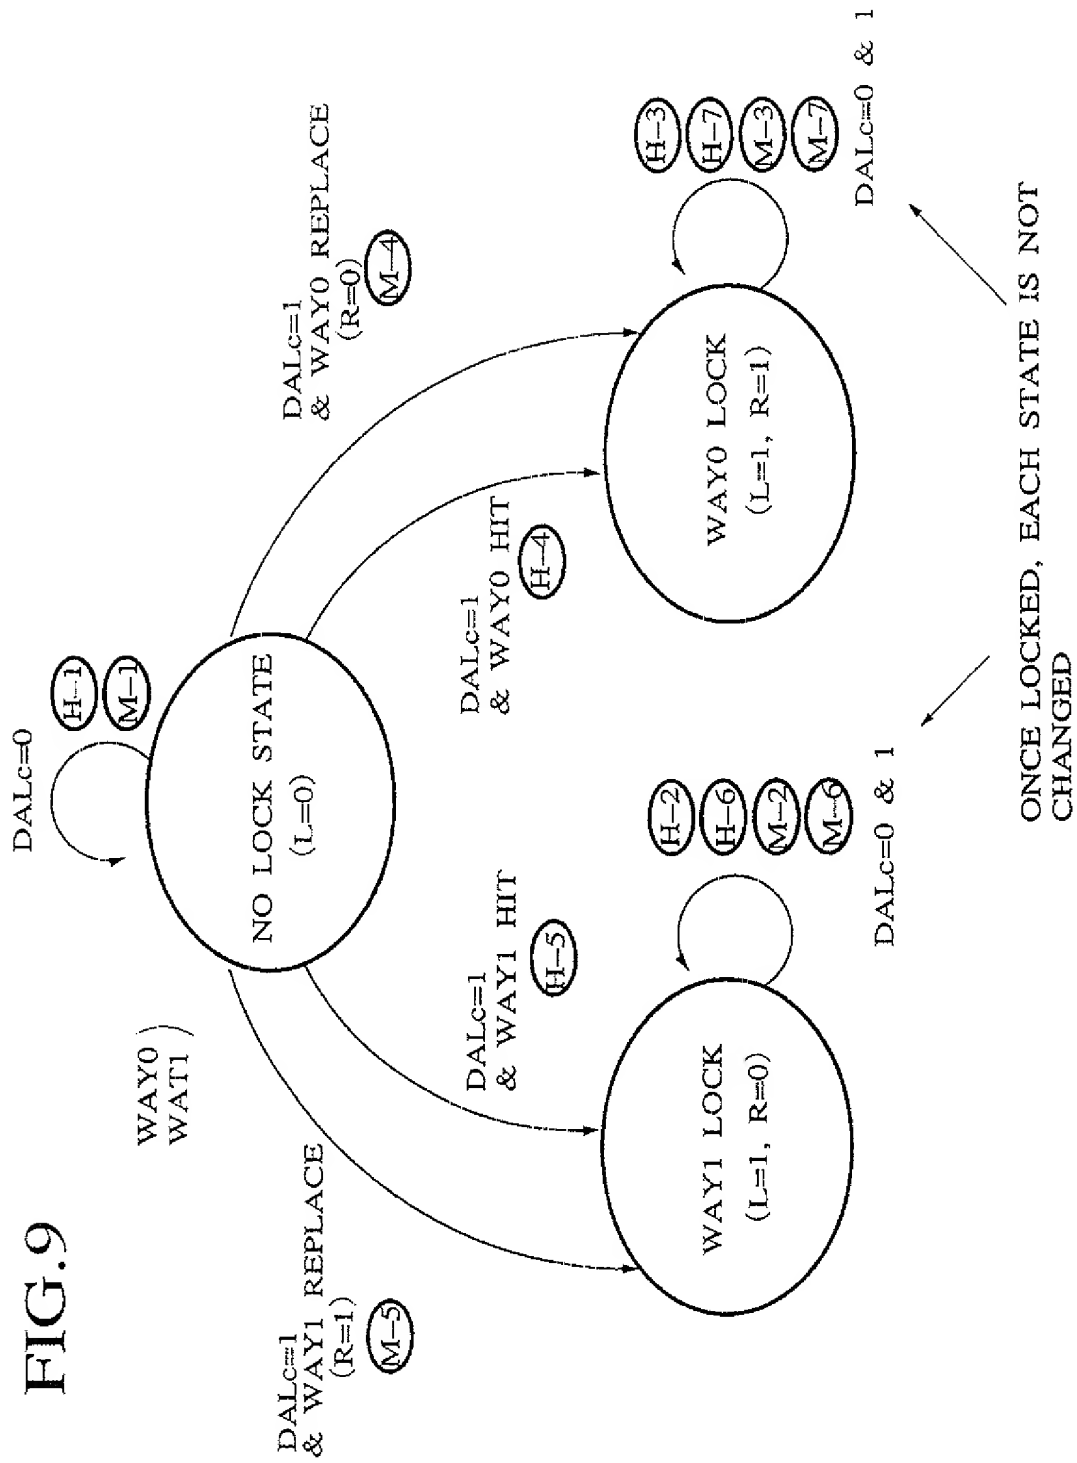 FIG.9
DALc=0
H-1
M-1
WAY0
WAT1
NO LOCK STATE
(L=0)
DALc=1
& WAY1 REPLACE
(R=1)
M-5
DALc=1
& WAY1 HIT
H-5
DALc=1
& WAY0 HIT
H-4
DALc=1
& WAY0 REPLACE
(R=0)
M-4
WAY1 LOCK
(L=1, R=0)
H-2
H-6
M-2
M-6
DALc=0 & 1
WAY0 LOCK
(L=1, R=1)
H-3
H-7
M-3
M-7
DALc=0 & 1
ONCE LOCKED, EACH STATE IS NOT
CHANGED